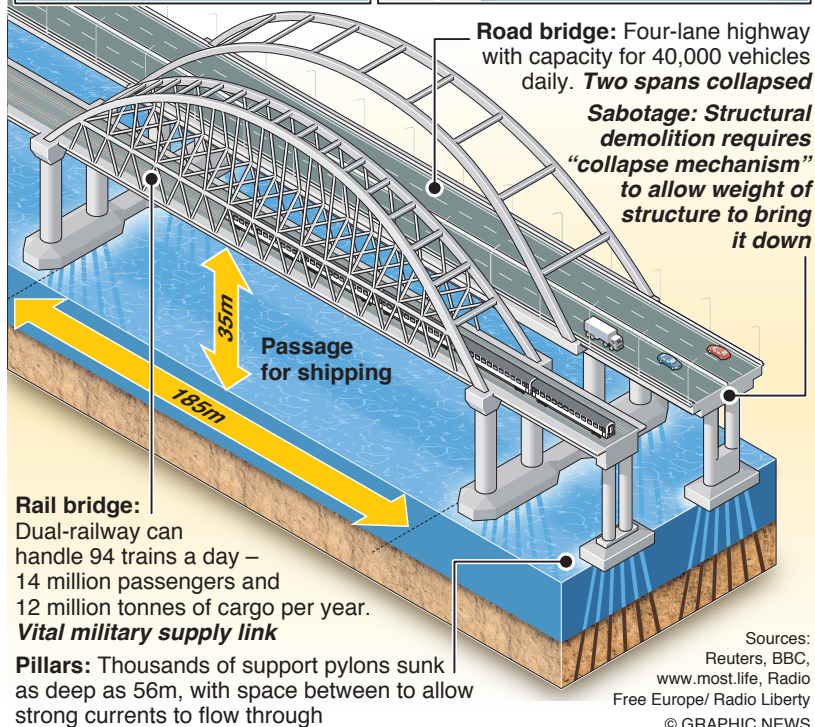 Road bridge: Four-lane highway
with capacity for 40,000 vehicles
daily. Two spans collapsed
Sabotage: Structural
demolition requires
“collapse mechanism”
to allow weight of
structure to bring
it down
35m
Passage
for shipping
185m
Rail bridge:
Dual-railway can
handle 94 trains a day –
14 million passengers and
12 million tonnes of cargo per year.
Vital military supply link
Pillars: Thousands of support pylons sunk
as deep as 56m, with space between to allow
strong currents to flow through
Sources:
Reuters, BBC,
www.most.life, Radio
Free Europe/ Radio Liberty
© GRAPHIC NEWS